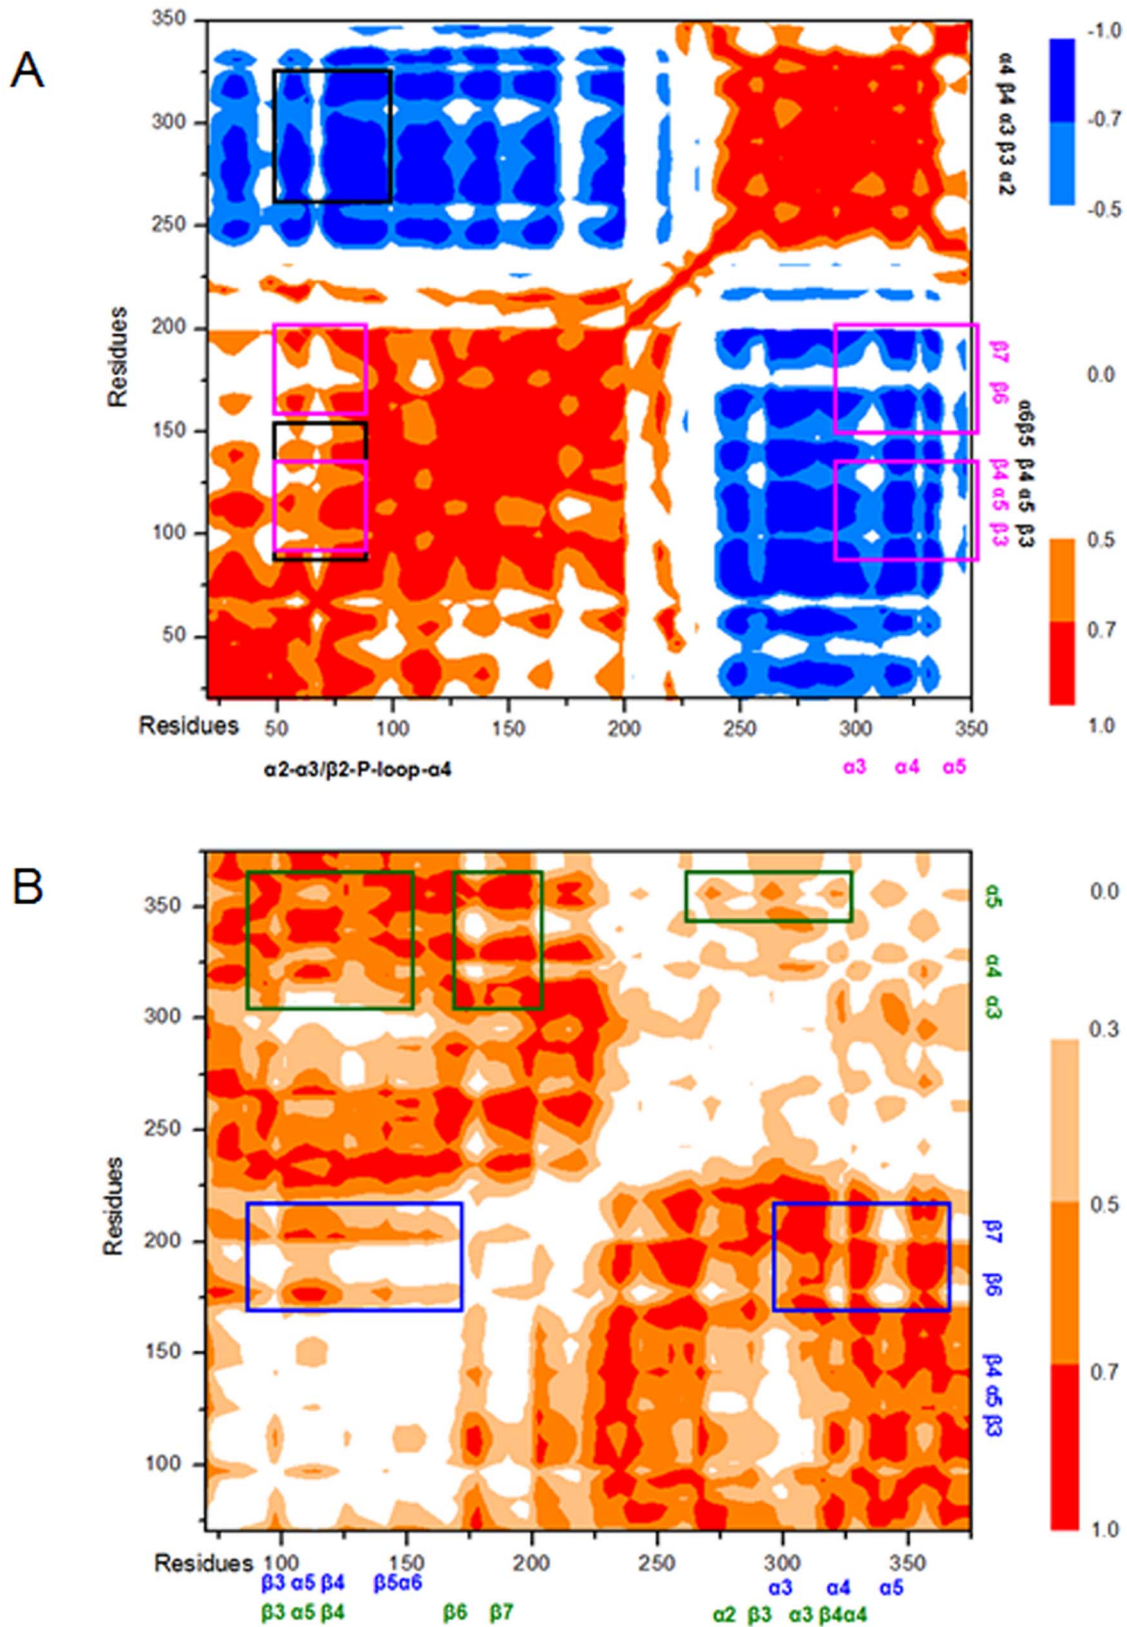 A
350
300
250
200
150
100
50
Residues
Residues 50 100 150 200 250 300 350
α2-α3/β2-P-loop-α4
α3 α4 α5
α4 β4 α3 β3 α2
β7 β6
α6β5 β4 α5 β3
β4 α5 β3
-1.0
-0.7
-0.5
0.0
0.5
0.7
1.0
B
350
300
250
200
150
100
Residues
Residues 100 150 200 250 300 350
β3 α5 β4 β5α6 α3 α4 α5
β3 α5 β4 β6 β7 α2 β3 α3 β4α4
α5
α4 α3
β7 β6
β4 α5 β3
0.0
0.3
0.5
0.7
1.0